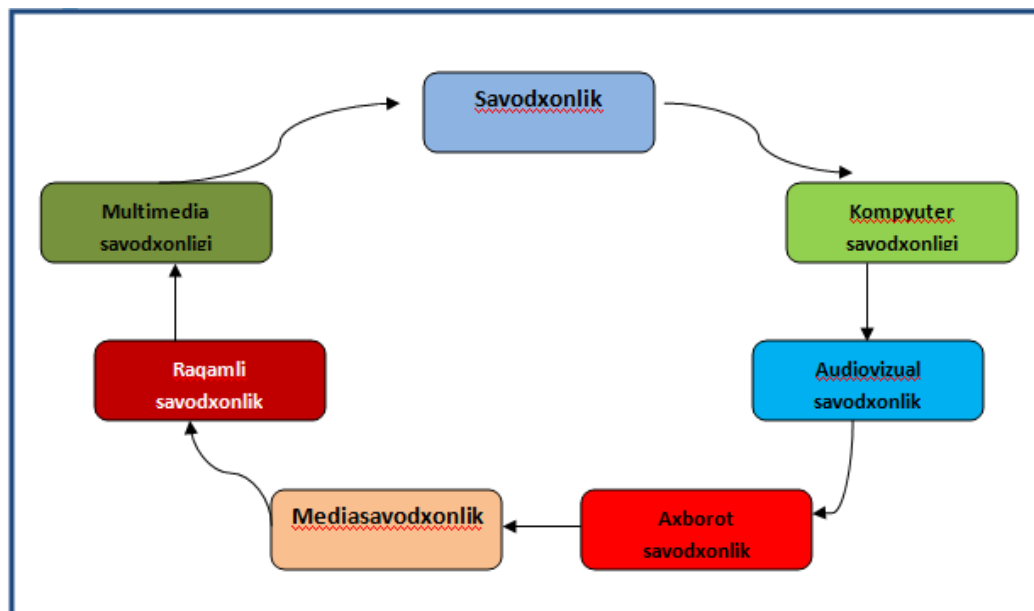 Savodxonlik
Kompyuter
savodxonligi
Audiovizual
savodxonlik
Axborot
savodxonlik
Mediasavodxonlik
Raqamli
savodxonlik
Multimedia
savodxonligi